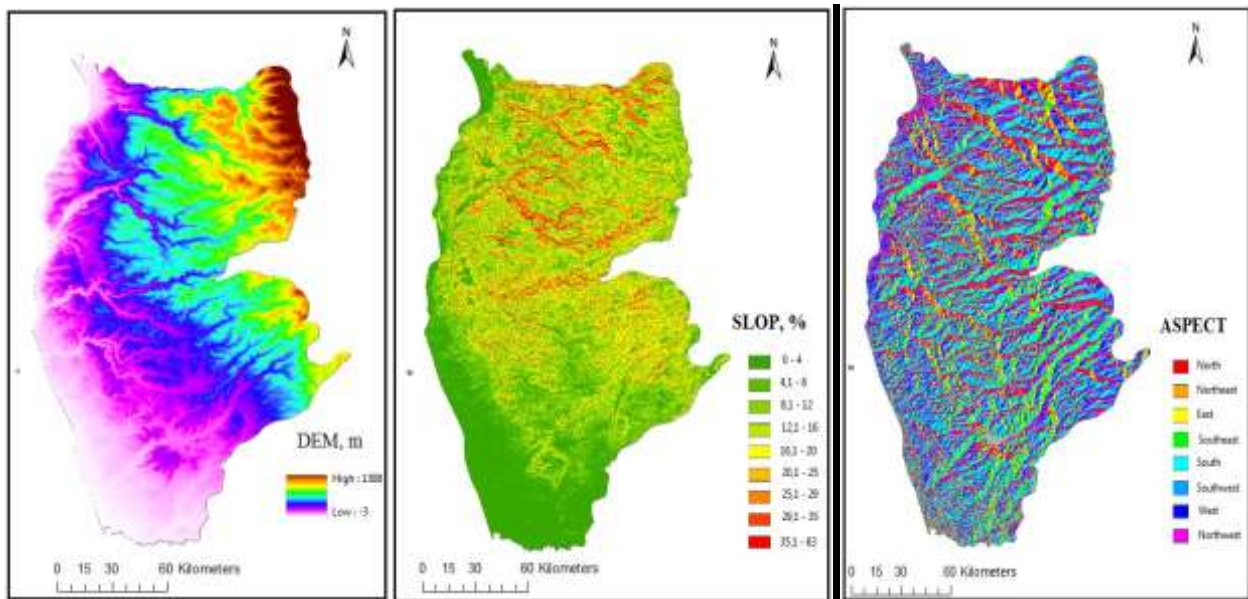 N
DEM, m
High : 1388
Low : -3
0 15 30 60 Kilometers
N
SLOP, %
0 - 4
4,1 - 8
8,1 - 12
12,1 - 16
16,1 - 20
20,1 - 25
25,1 - 29
29,1 - 35
35,1 - 63
0 15 30 60 Kilometers
N
ASPECT
North
Northeast
East
Southeast
South
Southwest
West
Northwest
0 15 30 60 Kilometers